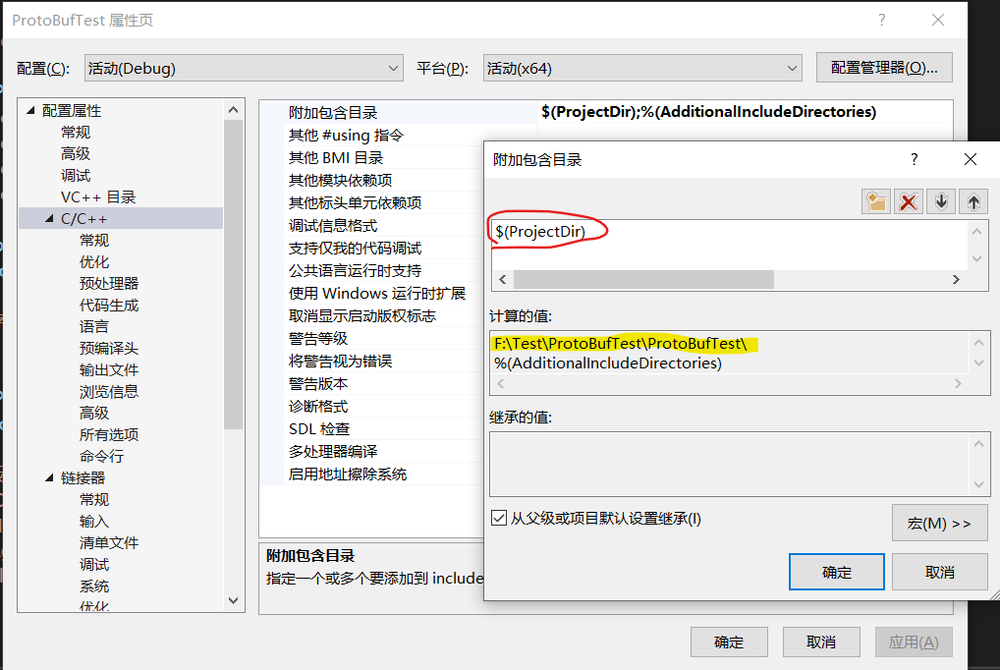 ProtoBufTest 属性页
配置(C): 活动(Debug) 平台(P): 活动(x64) 配置管理器(O)...
配置属性
常规
高级
调试
VC++ 目录
C/C++
常规
优化
预处理器
代码生成
语言
预编译头
输出文件
浏览信息
高级
所有选项
命令行
链接器
常规
输入
清单文件
调试
系统
优化
附加包含目录 $(ProjectDir);%(AdditionalIncludeDirectories)
其他 #using 指令
其他 BMI 目录
其他模块依赖项
其他标头单元依赖项
调试信息格式
支持仅我的代码调试
公共语言运行时支持
使用 Windows 运行时扩展
取消显示启动版权标志
警告等级
将警告视为错误
警告版本
诊断格式
SDL 检查
多处理器编译
启用地址擦除系统
附加包含目录
指定一个或多个要添加到 include
附加包含目录
$(ProjectDir)
计算的值:
F:\Test\ProtoBufTest\ProtoBufTest\
%(AdditionalIncludeDirectories)
继承的值:
从父级或项目默认设置继承(I)
宏(M) >>
确定 取消
确定 取消 应用(A)